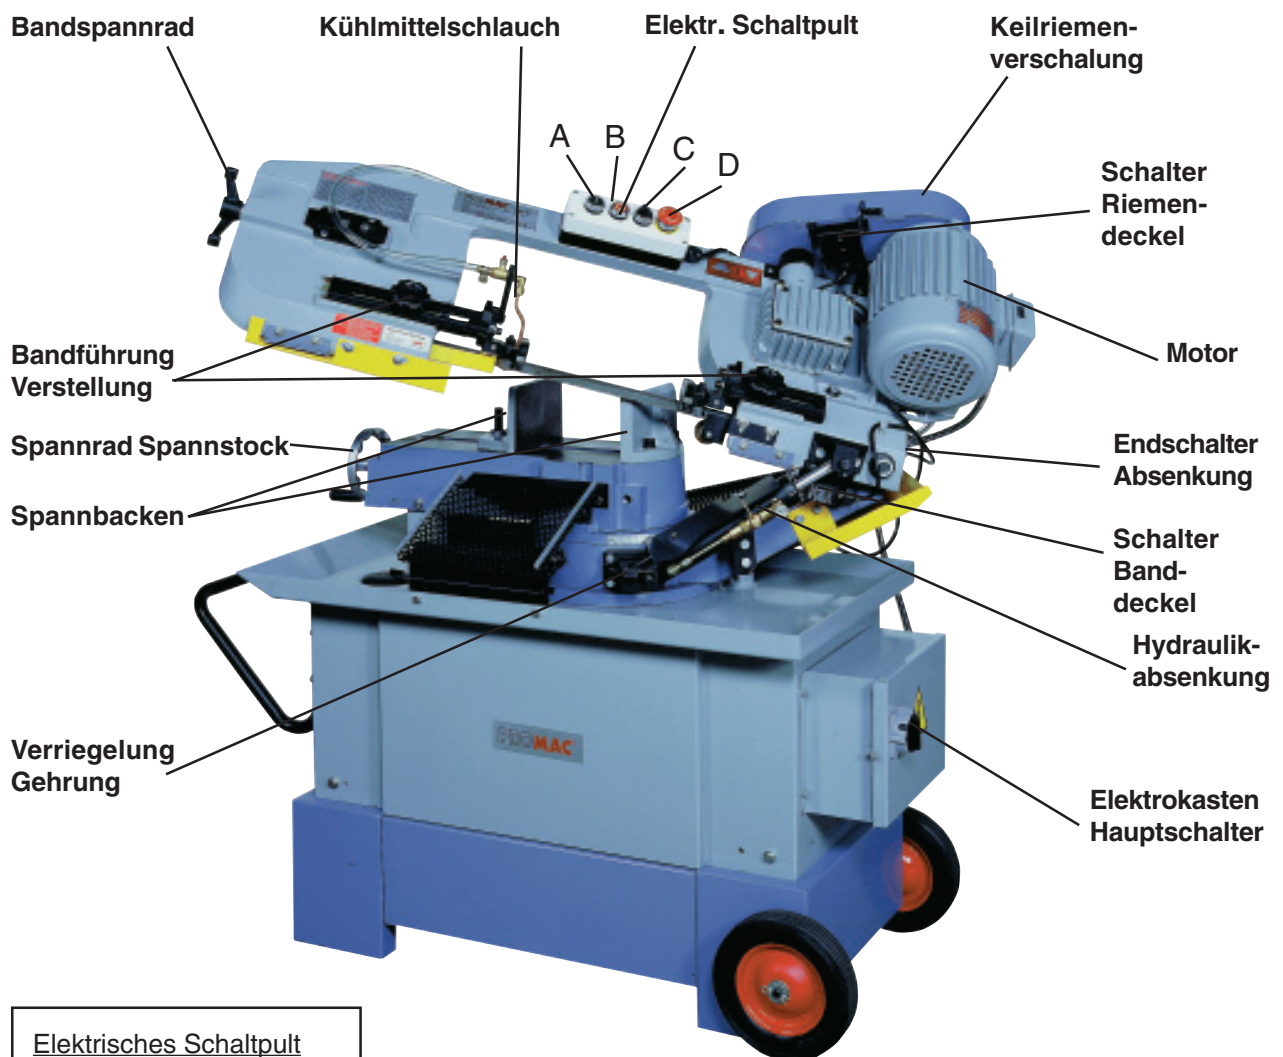 Bandspannrad
Kühlmittelschlauch
Elektr. Schaltpult
Keilriemen-
verschalung
A
B
C
D
Schalter
Riemen-
deckel
Bandführung
Verstellung
Motor
Spannrad Spannstock
Endschalter
Absenkung
Spannbacken
Schalter
Band-
deckel
Hydraulik-
absenkung
Verriegelung
Gehrung
PROMAC
Elektrokasten
Hauptschalter
Elektrisches Schaltpult